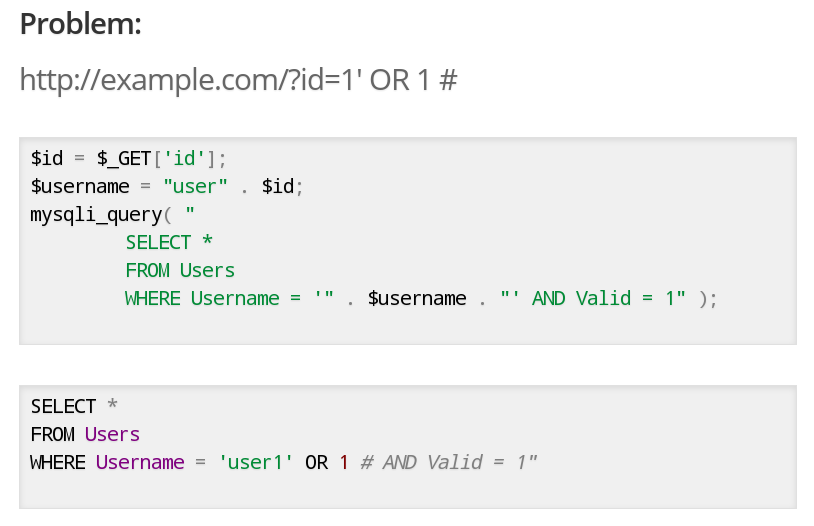 Problem:
http://example.com/?id=1' OR 1 #
$id = $_GET['id'];
$username = "user" . $id;
mysqli_query( "
SELECT *
FROM Users
WHERE Username = '" . $username . "' AND Valid = 1" );
SELECT *
FROM Users
WHERE Username = 'user1' OR 1 # AND Valid = 1"